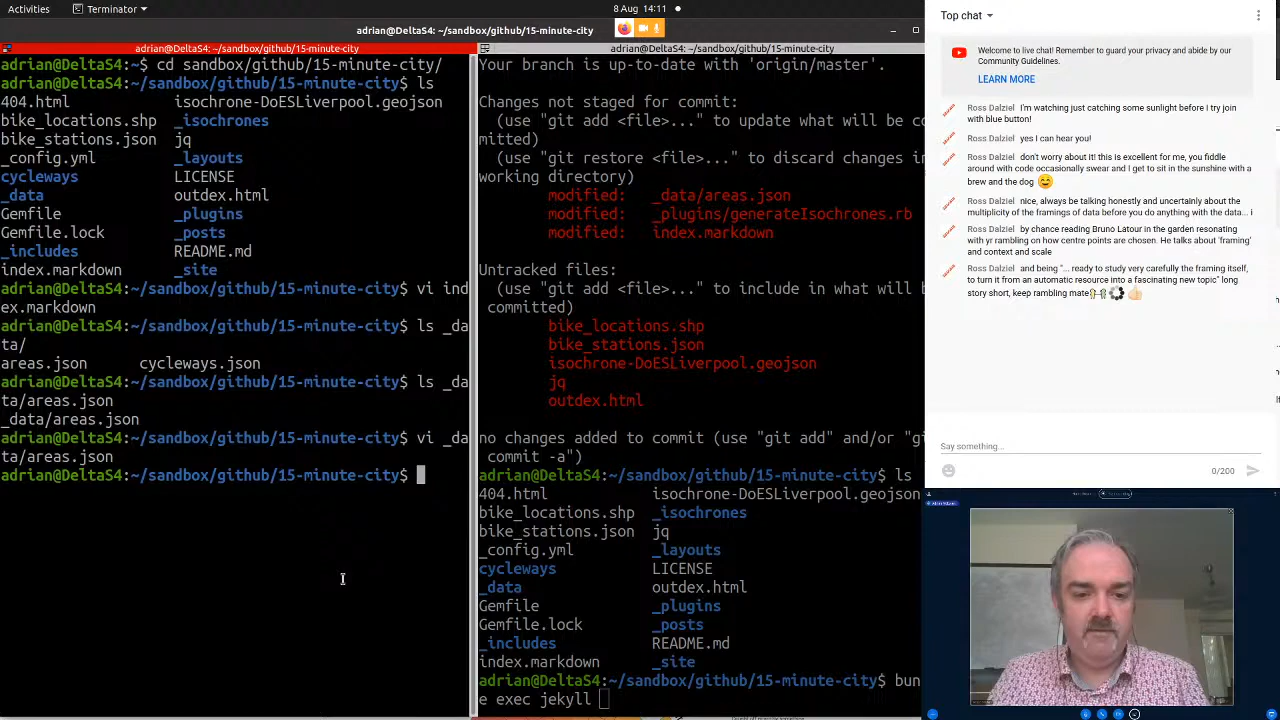 Activities
Terminator
8 Aug 14:11
adrian@DeltaS4: ~/sandbox/github/15-minute-city
adrian@DeltaS4: ~/sandbox/github/15-minute-city
adrian@DeltaS4:~$ cd sandbox/github/15-minute-city/
adrian@DeltaS4:~/sandbox/github/15-minute-city$ ls
404.html isochrone-DoESLiverpool.geojson
bike_locations.shp _isochrones
bike_stations.json jq
_config.yml _layouts
cycleways LICENSE
_data outdex.html
Gemfile _plugins
Gemfile.lock _posts
_includes README.md
index.markdown _site
adrian@DeltaS4:~/sandbox/github/15-minute-city$ vi ind
ex.markdown
adrian@DeltaS4:~/sandbox/github/15-minute-city$ ls _da
ta/
areas.json cycleways.json
adrian@DeltaS4:~/sandbox/github/15-minute-city$ ls _da
ta/areas.json
_data/areas.json
adrian@DeltaS4:~/sandbox/github/15-minute-city$ vi _da
ta/areas.json
adrian@DeltaS4:~/sandbox/github/15-minute-city$
adrian@DeltaS4: ~/sandbox/github/15-minute-city
Your branch is up-to-date with 'origin/master'.
Changes not staged for commit:
(use "git add <file>..." to update what will be co
mmitted)
(use "git restore <file>..." to discard changes in
working directory)
modified: _data/areas.json
modified: _plugins/generateIsochrones.rb
modified: index.markdown
Untracked files:
(use "git add <file>..." to include in what will b
committed)
bike_locations.shp
bike_stations.json
isochrone-DoESLiverpool.geojson
jq
outdex.html
no changes added to commit (use "git add" and/or "gi
commit -a")
adrian@DeltaS4:~/sandbox/github/15-minute-city$ ls
404.html isochrone-DoESLiverpool.geojson
bike_locations.shp _isochrones
bike_stations.json jq
_config.yml _layouts
cycleways LICENSE
_data outdex.html
Gemfile _plugins
Gemfile.lock _posts
_includes README.md
index.markdown _site
adrian@DeltaS4:~/sandbox/github/15-minute-city$ bun
e exec jekyll
Top chat
Welcome to live chat! Remember to guard your privacy and abide by our
Community Guidelines.
LEARN MORE
Ross Dalziel I'm watching just catching some sunlight before i try join
with blue button!
Ross Dalziel yes I can hear you!
Ross Dalziel don't worry about it! this is excellent for me, you fiddle
around with code occasionally swear and I get to sit in the sunshine with a
brew and the dog
Ross Dalziel nice, always be talking honestly and uncertainly about the
multiplicity of the framings of data before you do anything with the data... i
Ross Dalziel by chance reading Bruno Latour in the garden resonating
with yr rambling on how centre points are chosen. He talks about 'framing'
and context and scale
Ross Dalziel and being "... ready to study very carefully the framing itself,
to turn it from an automatic resource into a fascinating new topic" long
story short, keep rambling mate
Say something...
0/200